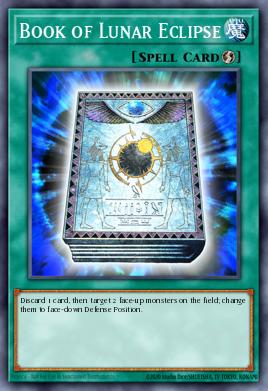 Book of Lunar Eclipse
魔
[Spell Card]
Discard 1 card, then target 2 face-up monsters on the field; change
them to face-down Defense Position.